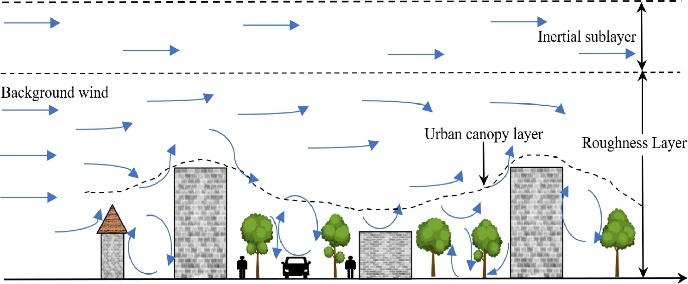 Inertial sublayer
Background wind
Urban canopy layer
Roughness Layer